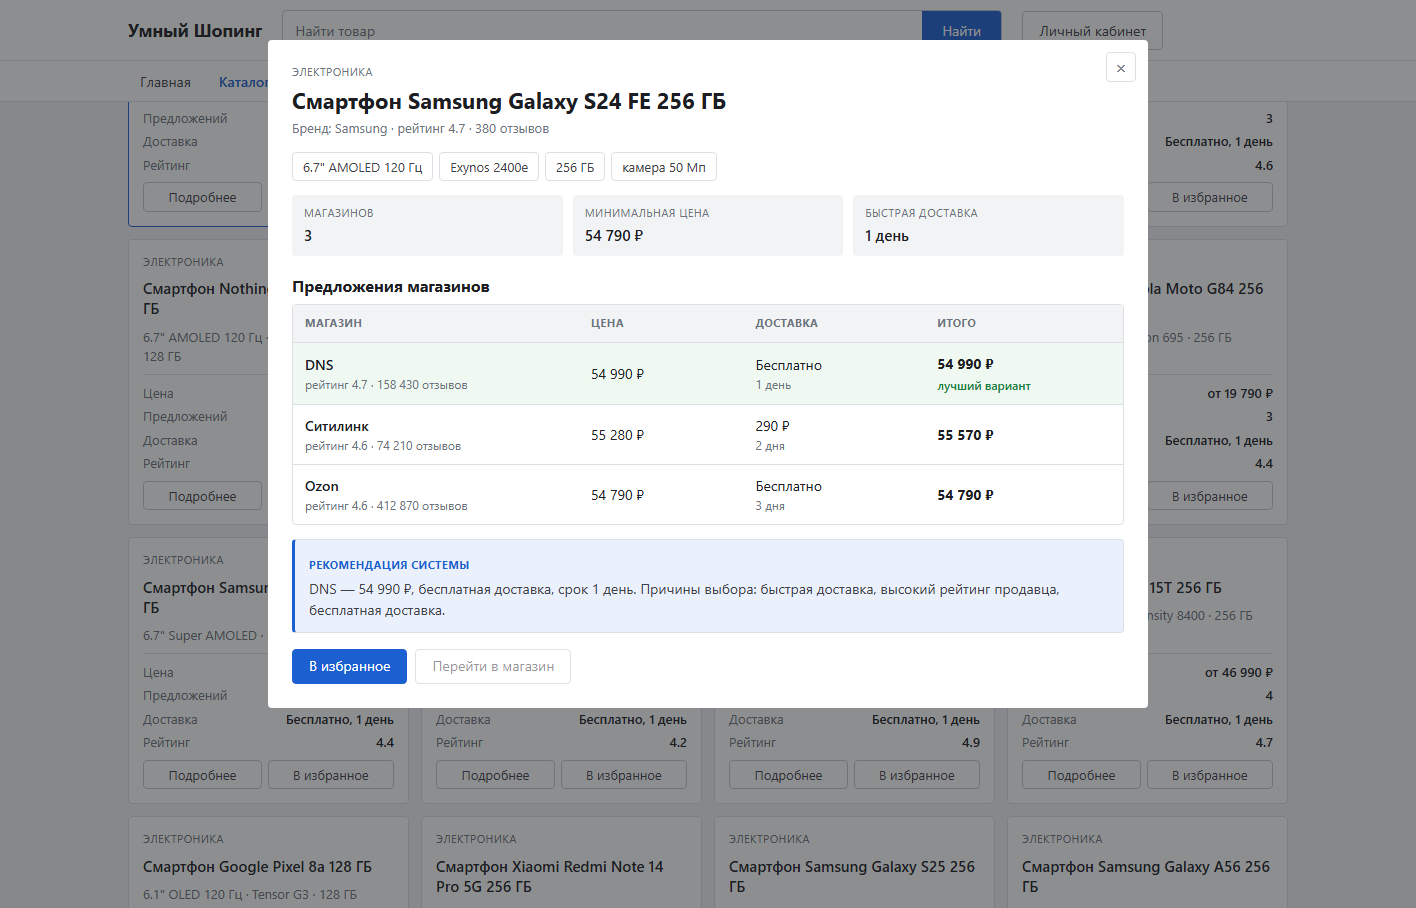 Умный Шопинг
Найти товар
Найти
Личный кабинет
Главная
Каталог
ЭЛЕКТРОНИКА
×
Смартфон Samsung Galaxy S24 FE 256 ГБ
Бренд: Samsung · рейтинг 4.7 · 380 отзывов
6.7" AMOLED 120 Гц
Exynos 2400e
256 ГБ
камера 50 Мп
МАГАЗИНОВ
3
МИНИМАЛЬНАЯ ЦЕНА
54 790 ₽
БЫСТРАЯ ДОСТАВКА
1 день
Предложения магазинов
МАГАЗИН ЦЕНА ДОСТАВКА ИТОГО
DNS
рейтинг 4.7 · 158 430 отзывов
54 990 ₽
Бесплатно
1 день
54 990 ₽
лучший вариант
Ситилинк
рейтинг 4.6 · 74 210 отзывов
55 280 ₽
290 ₽
2 дня
55 570 ₽
Ozon
рейтинг 4.6 · 412 870 отзывов
54 790 ₽
Бесплатно
3 дня
54 790 ₽
РЕКОМЕНДАЦИЯ СИСТЕМЫ
DNS — 54 990 ₽, бесплатная доставка, срок 1 день. Причины выбора: быстрая доставка, высокий рейтинг продавца,
бесплатная доставка.
В избранное
Перейти в магазин
Предложений
Доставка
Рейтинг
Подробнее
3
Бесплатно, 1 день
4.6
В избранное
ЭЛЕКТРОНИКА
Смартфон Nothin
ГБ
6.7" AMOLED 120 Гц ·
128 ГБ
Цена
Предложений
Доставка
Рейтинг
Подробнее
Moto G84 256
695 · 256 ГБ
от 19 790 ₽
3
Бесплатно, 1 день
4.4
В избранное
ЭЛЕКТРОНИКА
Смартфон Samsu
ГБ
6.7" Super AMOLED ·
Цена
Предложений
Доставка Бесплатно, 1 день
Рейтинг 4.4
Подробнее
В избранное
Доставка Бесплатно, 1 день
Рейтинг 4.2
Подробнее
В избранное
Доставка Бесплатно, 1 день
Рейтинг 4.9
Подробнее
В избранное
15T 256 ГБ
8400 · 256 ГБ
от 46 990 ₽
4
Доставка Бесплатно, 1 день
Рейтинг 4.7
Подробнее
В избранное
ЭЛЕКТРОНИКА
Смартфон Google Pixel 8a 128 ГБ
6.1" OLED 120 Гц · Tensor G3 · 128 ГБ
ЭЛЕКТРОНИКА
Смартфон Xiaomi Redmi Note 14
Pro 5G 256 ГБ
ЭЛЕКТРОНИКА
Смартфон Samsung Galaxy S25 256
ГБ
ЭЛЕКТРОНИКА
Смартфон Samsung Galaxy A56 256
ГБ